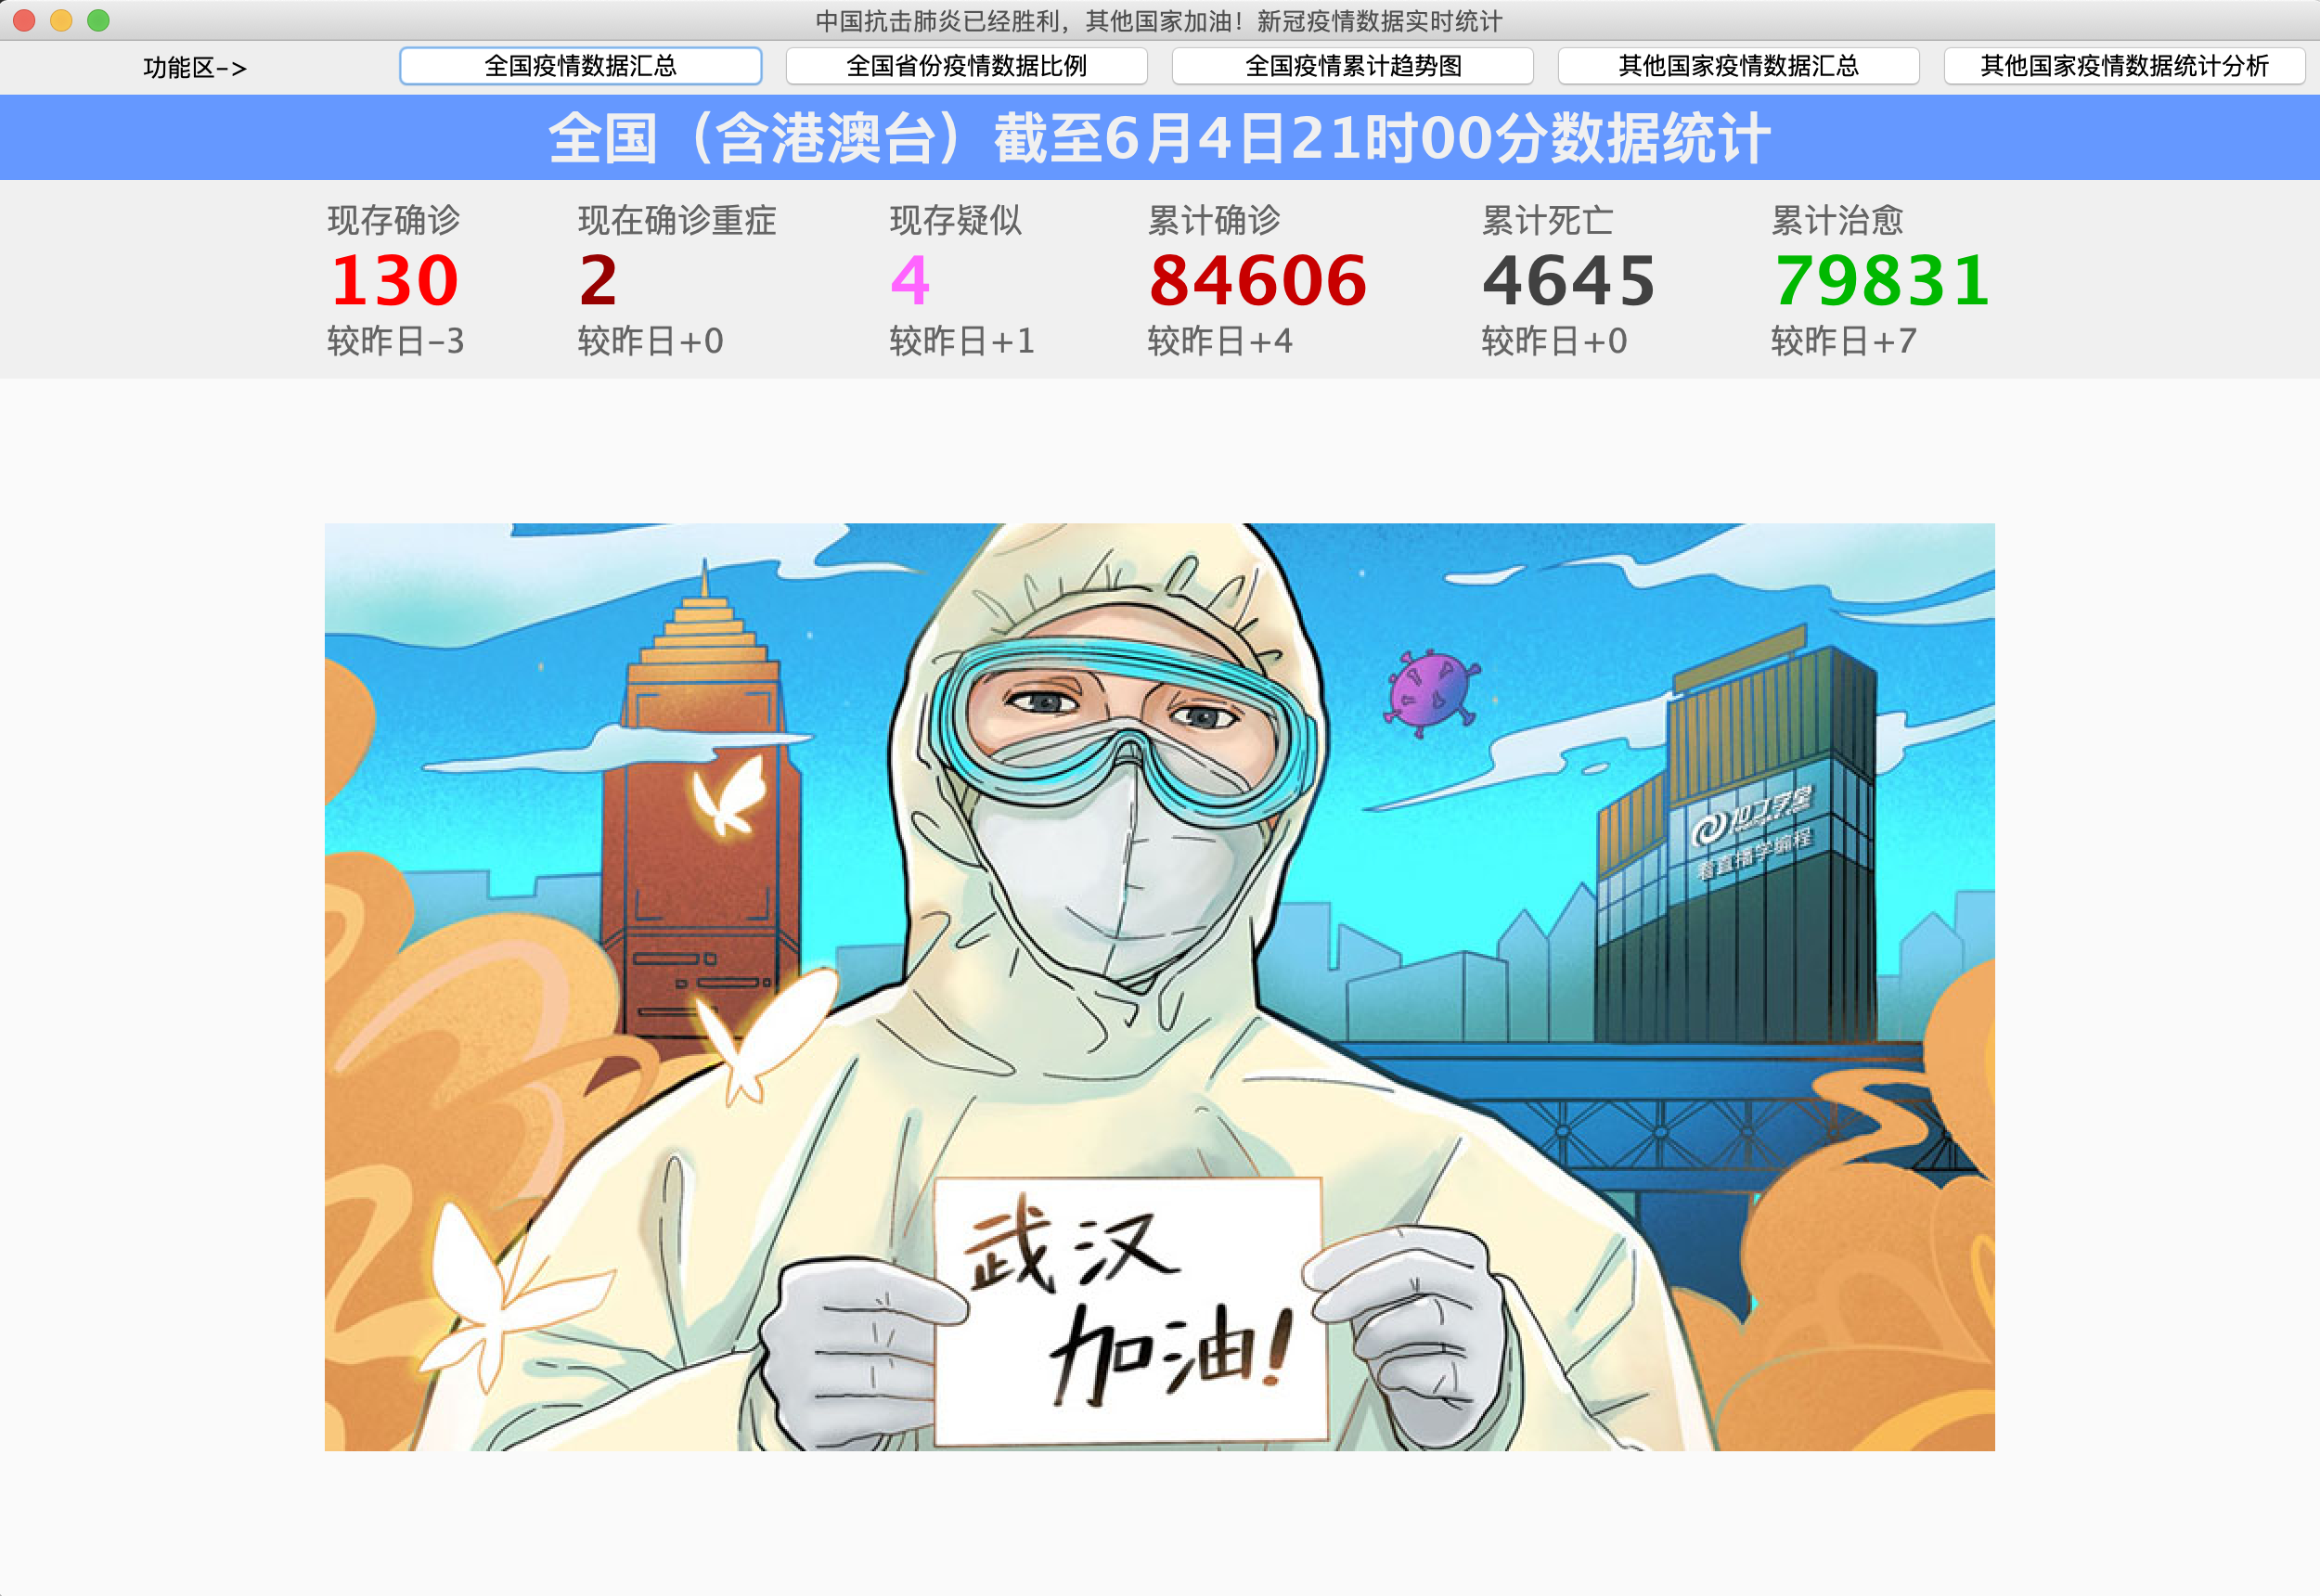 中国抗击肺炎已经胜利，其他国家加油！新冠疫情数据实时统计
功能区->
全国疫情数据汇总
全国省份疫情数据比例
全国疫情累计趋势图
其他国家疫情数据汇总
其他国家疫情数据统计分析
全国（含港澳台）截至6月4日21时00分数据统计
现存确诊
130
较昨日-3
现在确诊重症
2
较昨日+0
现存疑似
4
较昨日+1
累计确诊
84606
较昨日+4
累计死亡
4645
较昨日+0
累计治愈
79831
较昨日+7
扣丁学堂
看直播学编程
武汉
加油!